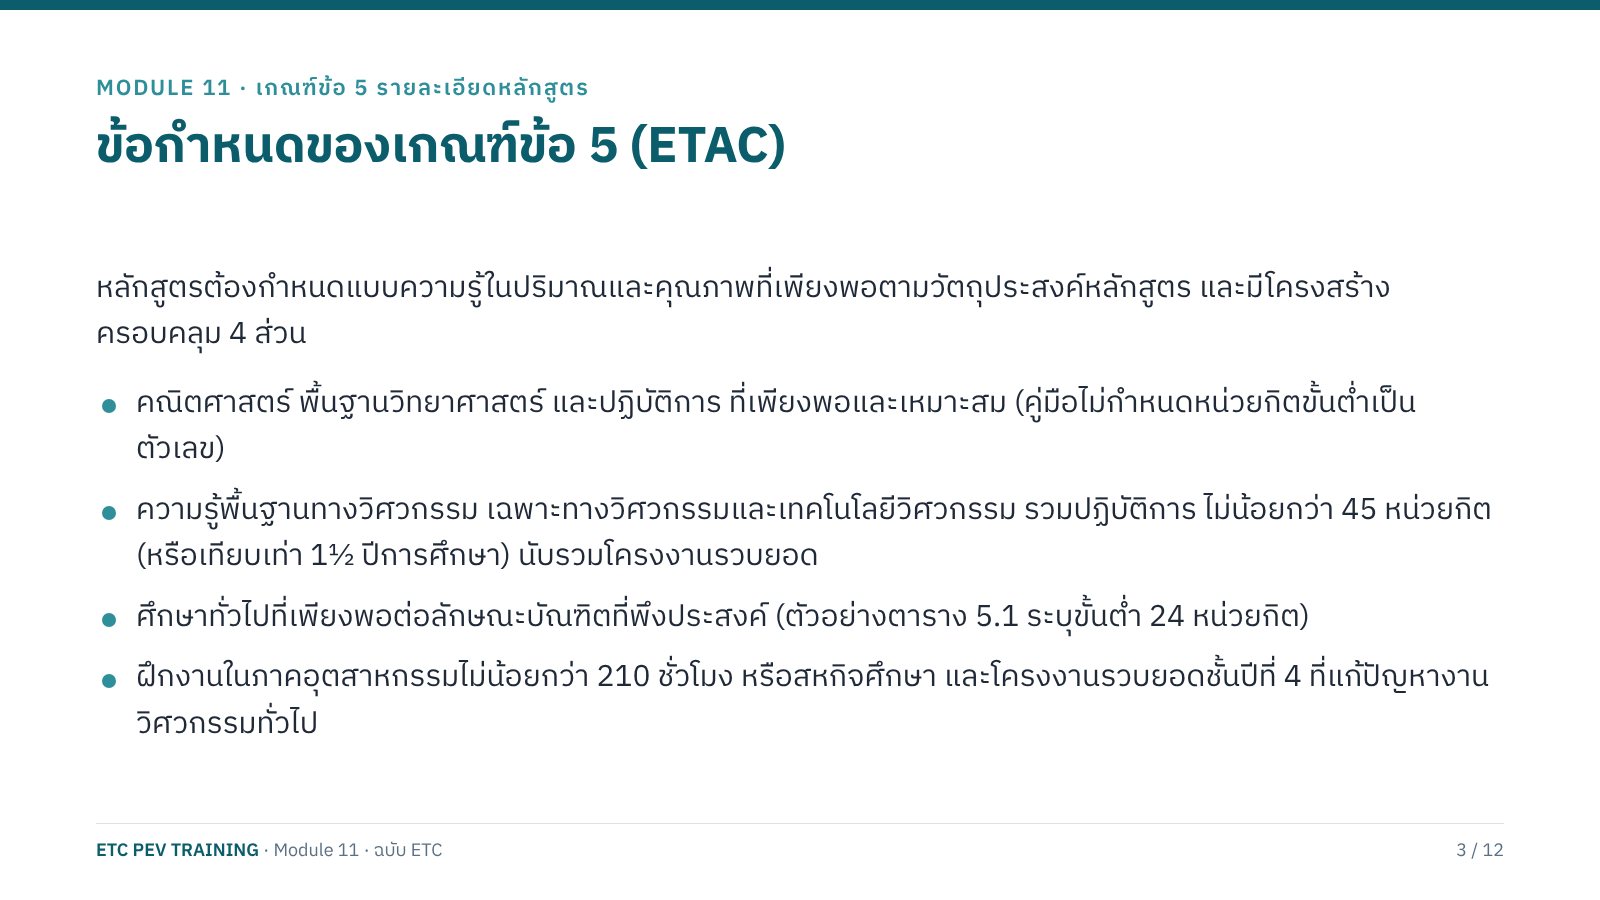 MODULE 11 · เกณฑ์ข้อ 5 รายละเอียดหลักสูตร
ข้อกำหนดของเกณฑ์ข้อ 5 (ETAC)
หลักสูตรต้องกำหนดแบบความรู้ในปริมาณและคุณภาพที่เพียงพอตามวัตถุประสงค์หลักสูตร และมีโครงสร้าง
ครอบคลุม 4 ส่วน
● คณิตศาสตร์ พื้นฐานวิทยาศาสตร์ และปฏิบัติการ ที่เพียงพอและเหมาะสม (คู่มือไม่กำหนดหน่วยกิตขั้นต่ำเป็น
ตัวเลข)
● ความรู้พื้นฐานทางวิศวกรรม เฉพาะทางวิศวกรรมและเทคโนโลยีวิศวกรรม รวมปฏิบัติการ ไม่น้อยกว่า 45 หน่วยกิต
(หรือเทียบเท่า 1½ ปีการศึกษา) นับรวมโครงงานรวบยอด
● ศึกษาทั่วไปที่เพียงพอต่อลักษณะบัณฑิตที่พึงประสงค์ (ตัวอย่างตาราง 5.1 ระบุขั้นต่ำ 24 หน่วยกิต)
● ฝึกงานในภาคอุตสาหกรรมไม่น้อยกว่า 210 ชั่วโมง หรือสหกิจศึกษา และโครงงานรวบยอดชั้นปีที่ 4 ที่แก้ปัญหางาน
วิศวกรรมทั่วไป
ETC PEV TRAINING · Module 11 · ฉบับ ETC
3 / 12